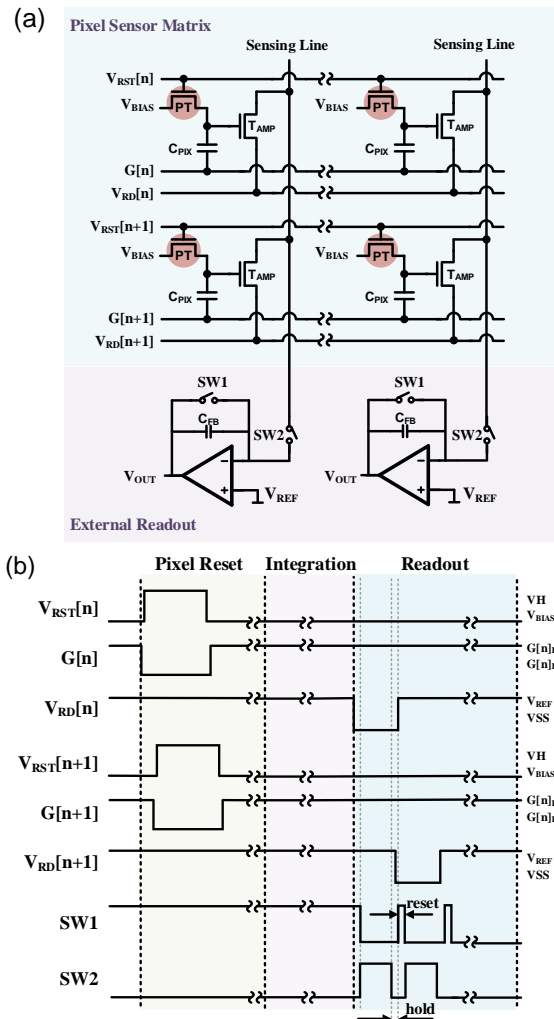 (a)
Pixel Sensor Matrix
Sensing Line Sensing Line
V_RST[n]
V_BIAS PT T_AMP V_BIAS PT T_AMP
C_PIX C_PIX
G[n]
V_RD[n]
V_RST[n+1]
V_BIAS PT T_AMP V_BIAS PT T_AMP
C_PIX C_PIX
G[n+1]
V_RD[n+1]
SW1 SW1
C_FB SW2 C_FB SW2
V_OUT V_REF V_OUT V_REF
External Readout
(b)
Pixel Reset Integration Readout
V_RST[n] VH
V_BIAS
G[n] G[n]
G[n]
V_RD[n] V_REF
VSS
V_RST[n+1] VH
V_BIAS
G[n+1] G[n]
G[n]
V_RD[n+1] V_REF
VSS
SW1 reset
SW2
hold